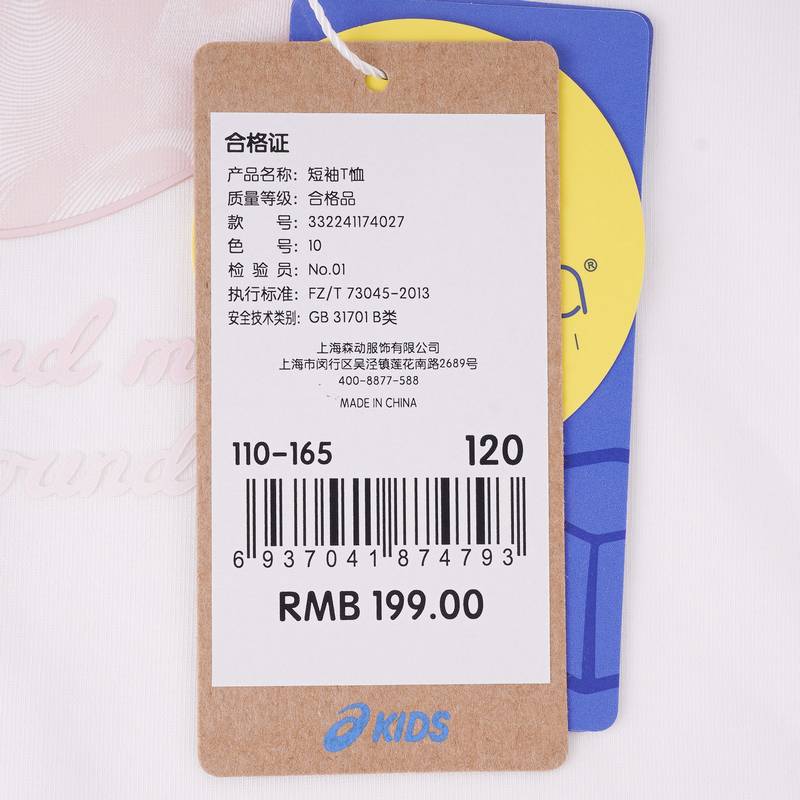 合格证
产品名称：短袖T恤
质量等级：合格品
款 号：332241174027
色 号：10
检 验 员：No.01
执行标准：FZ/T 73045-2013
安全技术类别：GB 31701 B类
上海森动服饰有限公司
上海市闵行区吴泾镇莲花南路2689号
400-8877-588
MADE IN CHINA
110-165 120
6 937041 874793
RMB 199.00
KIDS
a®
nd m
ound